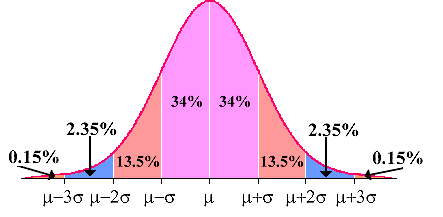 34% 34%
2.35% 2.35%
0.15% 13.5% 13.5% 0.15%
μ−3σ μ−2σ μ−σ μ μ+σ μ+2σ μ+3σ